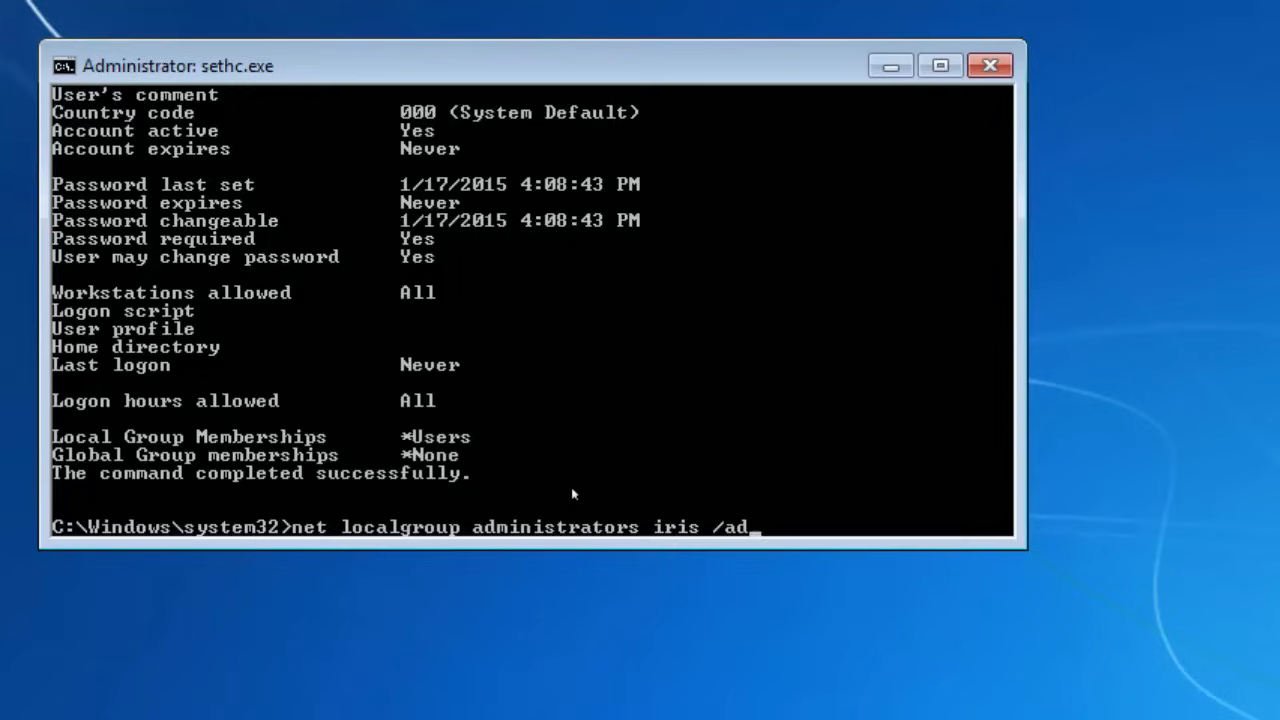 Administrator: sethc.exe
User's comment
Country code 000 (System Default)
Account active Yes
Account expires Never
Password last set 1/17/2015 4:08:43 PM
Password expires Never
Password changeable 1/17/2015 4:08:43 PM
Password required Yes
User may change password Yes
Workstations allowed All
Logon script
User profile
Home directory
Last logon Never
Logon hours allowed All
Local Group Memberships *Users
Global Group memberships *None
The command completed successfully.
C:\Windows\system32>net localgroup administrators iris /ad_